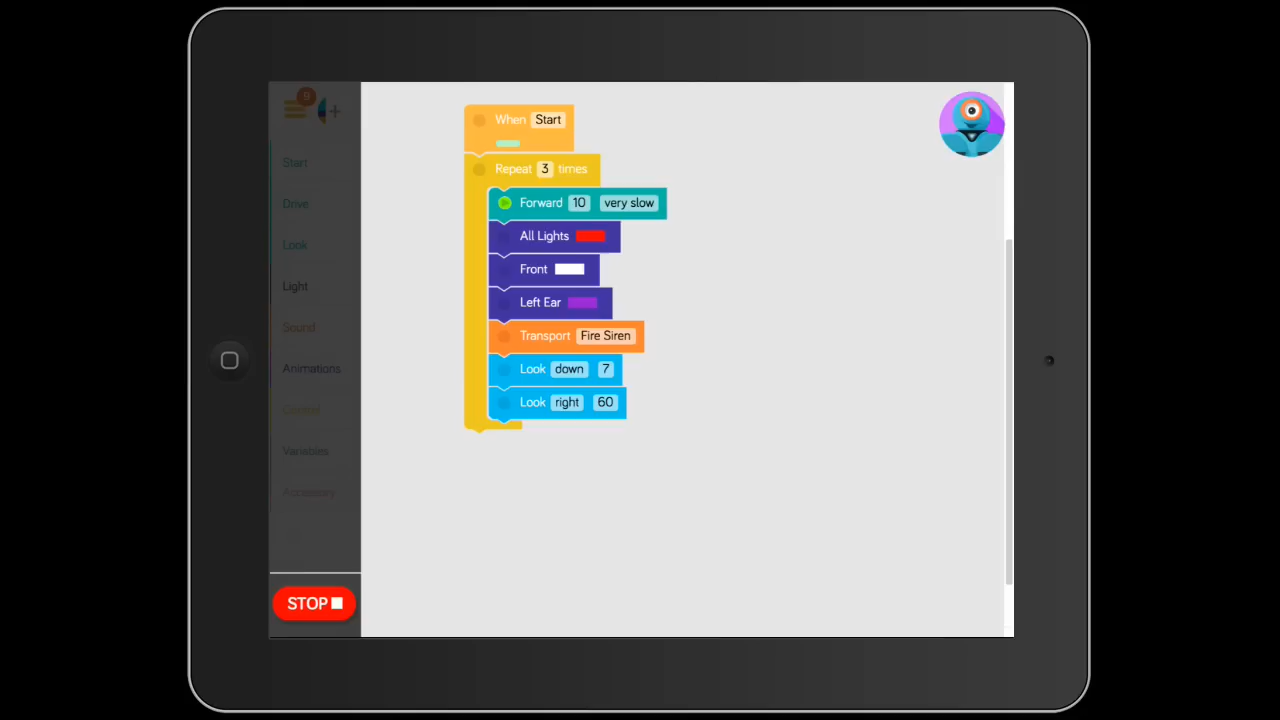 9
Start
Drive
Look
Light
Sound
Animations
Control
Variables
Accessory
STOP
When Start
Repeat 3 times
Forward 10 very slow
All Lights
Front
Left Ear
Transport Fire Siren
Look down 7
Look right 60